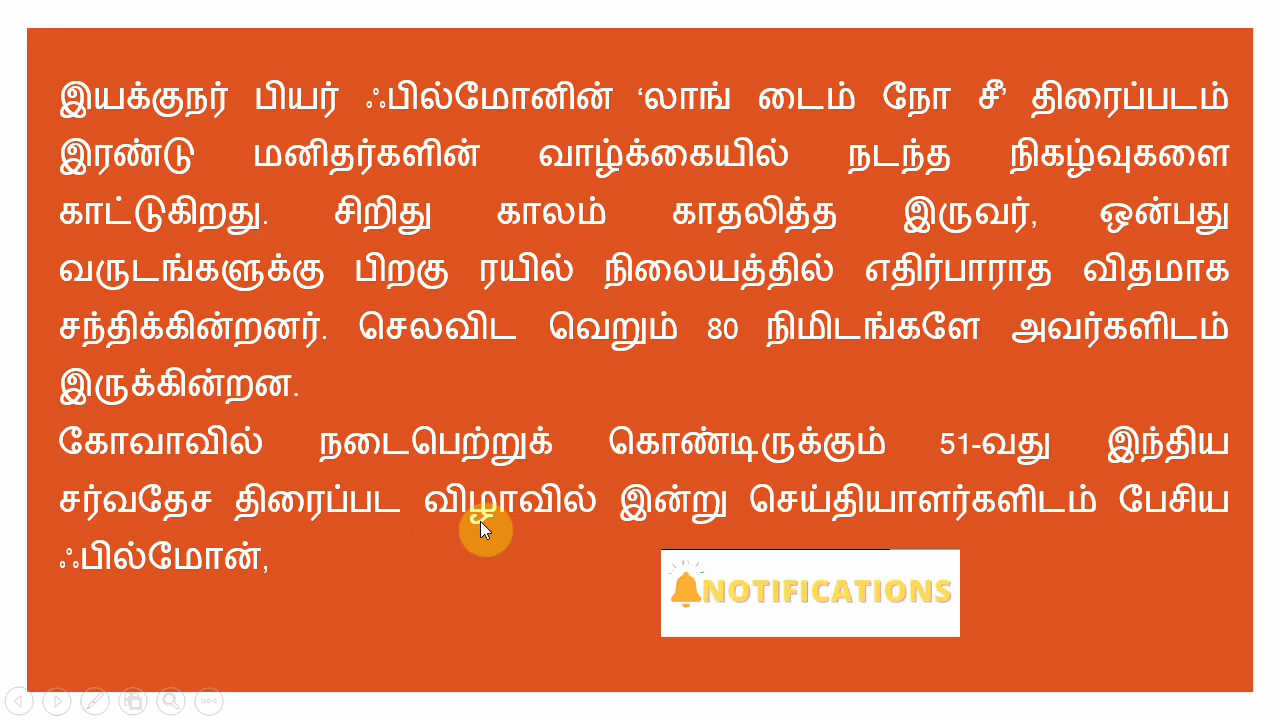 இயக்குநர் பியர் ஃபில்மோனின் ‘லாங் டைம் நோ சீ’ திரைப்படம்
இரண்டு மனிதர்களின் வாழ்க்கையில் நடந்த நிகழ்வுகளை
காட்டுகிறது. சிறிது காலம் காதலித்த இருவர், ஒன்பது
வருடங்களுக்கு பிறகு ரயில் நிலையத்தில் எதிர்பாராத விதமாக
சந்திக்கின்றனர். செலவிட வெறும் 80 நிமிடங்களே அவர்களிடம்
இருக்கின்றன.
கோவாவில் நடைபெற்றுக் கொண்டிருக்கும் 51-வது இந்திய
சர்வதேச திரைப்பட விழாவில் இன்று செய்தியாளர்களிடம் பேசிய
ஃபில்மோன்,
NOTIFICATIONS